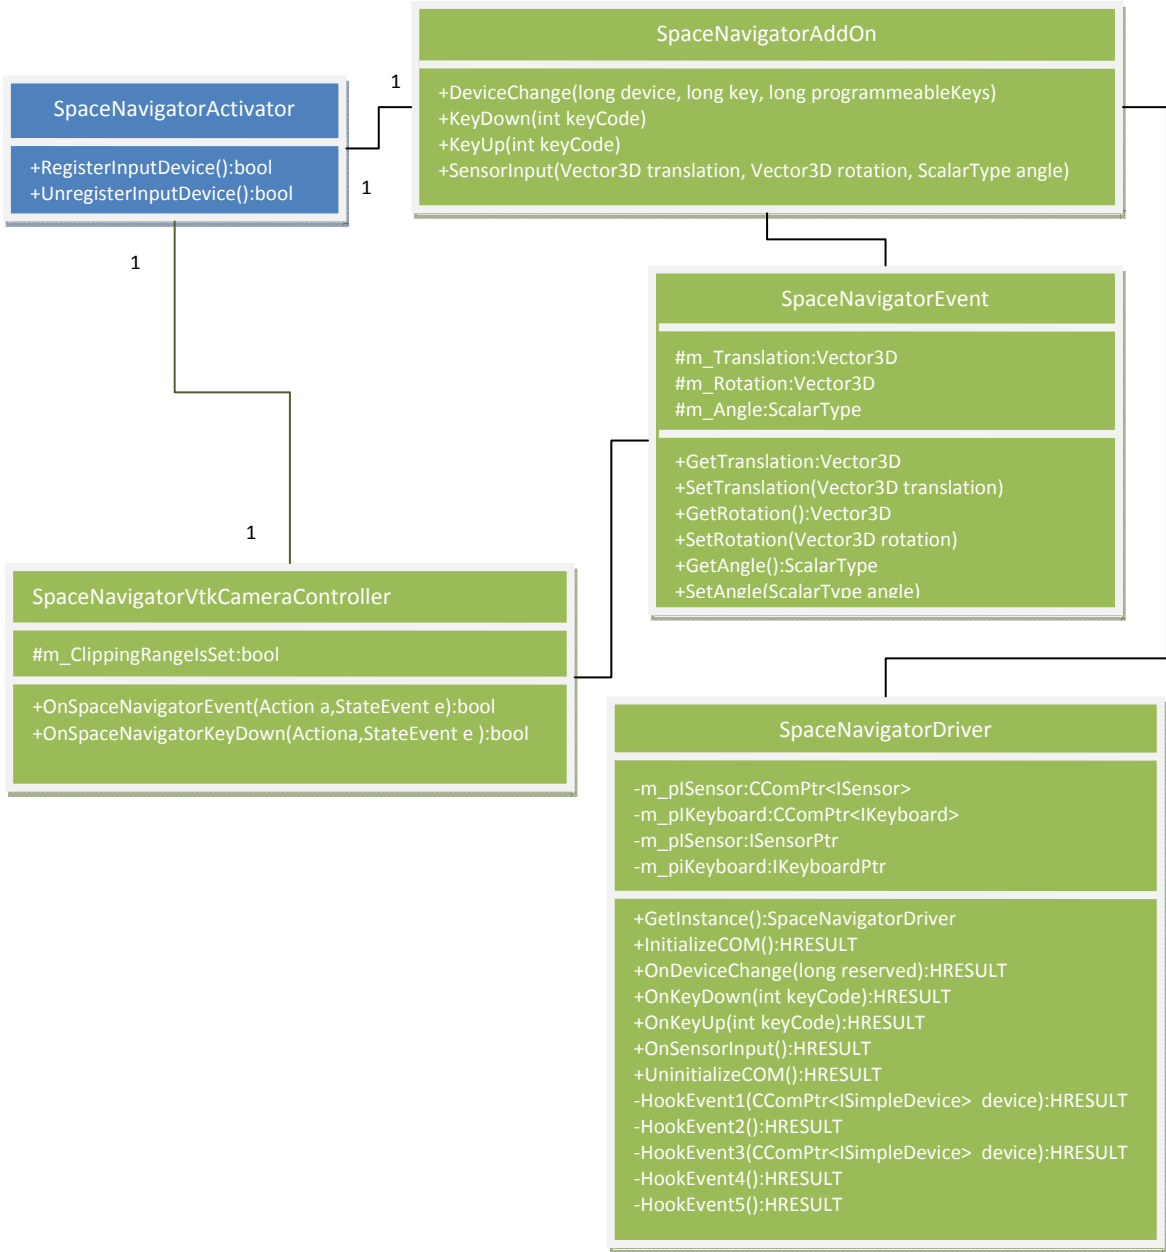 SpaceNavigatorAddOn
+DeviceChange(long device, long key, long programmeableKeys)
+KeyDown(int keyCode)
+KeyUp(int keyCode)
+SensorInput(Vector3D translation, Vector3D rotation, ScalarType angle)
1
SpaceNavigatorActivator
+RegisterInputDevice():bool
+UnregisterInputDevice():bool
1
1
SpaceNavigatorEvent
#m_Translation:Vector3D
#m_Rotation:Vector3D
#m_Angle:ScalarType
+GetTranslation:Vector3D
+SetTranslation(Vector3D translation)
+GetRotation():Vector3D
+SetRotation(Vector3D rotation)
+GetAngle():ScalarType
+SetAngle(ScalarType angle)
1
SpaceNavigatorVtkCameraController
#m_ClippingRangeIsSet:bool
+OnSpaceNavigatorEvent(Action a,StateEvent e):bool
+OnSpaceNavigatorKeyDown(Actiona,StateEvent e ):bool
SpaceNavigatorDriver
-m_pISensor:CComPtr<ISensor>
-m_pIKeyboard:CComPtr<IKeyboard>
-m_pISensor:ISensorPtr
-m_piKeyboard:IKeyboardPtr
+GetInstance():SpaceNavigatorDriver
+InitializeCOM():HRESULT
+OnDeviceChange(long reserved):HRESULT
+OnKeyDown(int keyCode):HRESULT
+OnKeyUp(int keyCode):HRESULT
+OnSensorInput():HRESULT
+UninitializeCOM():HRESULT
-HookEvent1(CComPtr<ISimpleDevice>  device):HRESULT
-HookEvent2():HRESULT
-HookEvent3(CComPtr<ISimpleDevice>  device):HRESULT
-HookEvent4():HRESULT
-HookEvent5():HRESULT